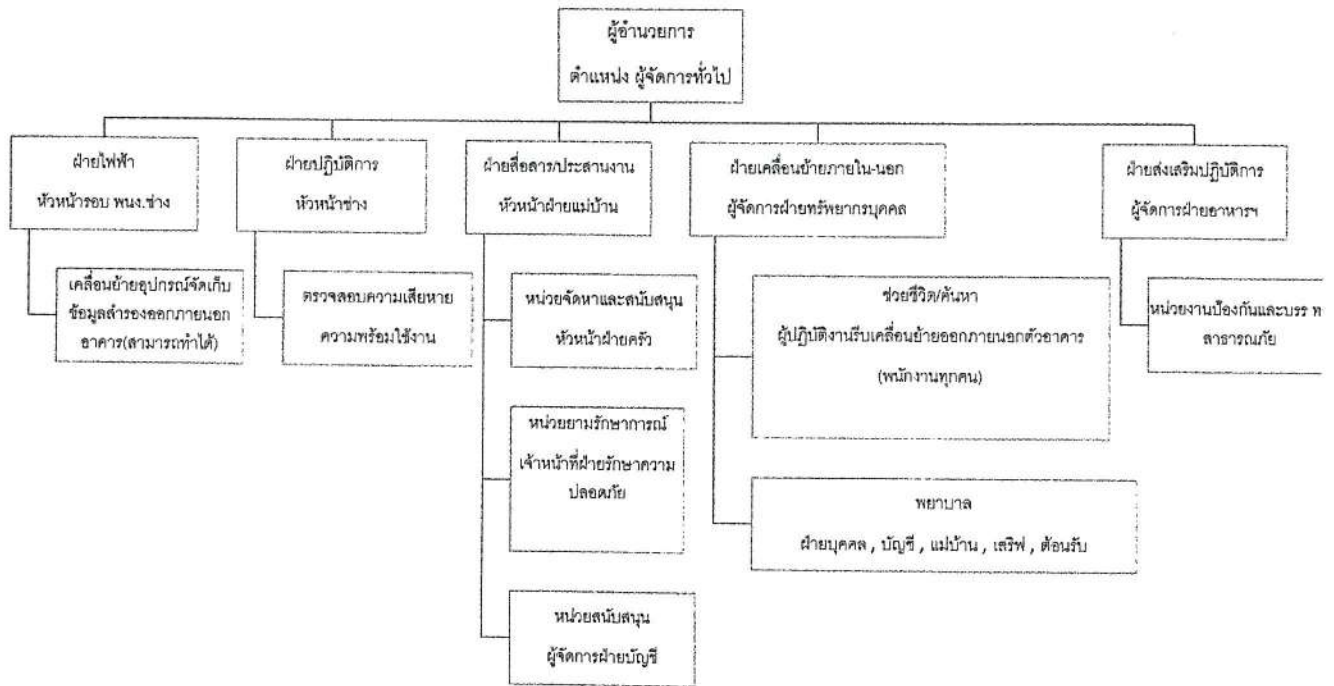 ผู้อำนวยการ
ตำแหน่ง ผู้จัดการทั่วไป
ฝ่ายไฟฟ้า
หัวหน้ารอบ พนง.ช่าง
ฝ่ายปฏิบัติการ
หัวหน้าช่าง
ฝ่ายสื่อสาร/ประสานงาน
หัวหน้าฝ่ายแม่บ้าน
ฝ่ายเคลื่อนย้ายภายใน-นอก
ผู้จัดการฝ่ายทรัพยากรบุคคล
ฝ่ายส่งเสริมปฏิบัติการ
ผู้จัดการฝ่ายอาหารฯ
เคลื่อนย้ายอุปกรณ์จัดเก็บ
ข้อมูลสำรองออกภายนอก
อาคาร(สามารถทำได้)
ตรวจสอบความเสียหาย
ความพร้อมใช้งาน
หน่วยจัดหาและสนับสนุน
หัวหน้าฝ่ายครัว
หน่วยยามรักษาการณ์
เจ้าหน้าที่ฝ่ายรักษาความ
ปลอดภัย
หน่วยสนับสนุน
ผู้จัดการฝ่ายบัญชี
ช่วยชีวิต/ค้นหา
ผู้ปฏิบัติงานรีบเคลื่อนย้ายออกภายนอกตัวอาคาร
(พนักงานทุกคน)
พยาบาล
ฝ่ายบุคคล , บัญชี , แม่บ้าน , เสริฟ , ต้อนรับ
หน่วยงานป้องกันและบรร ท
สาธารณภัย